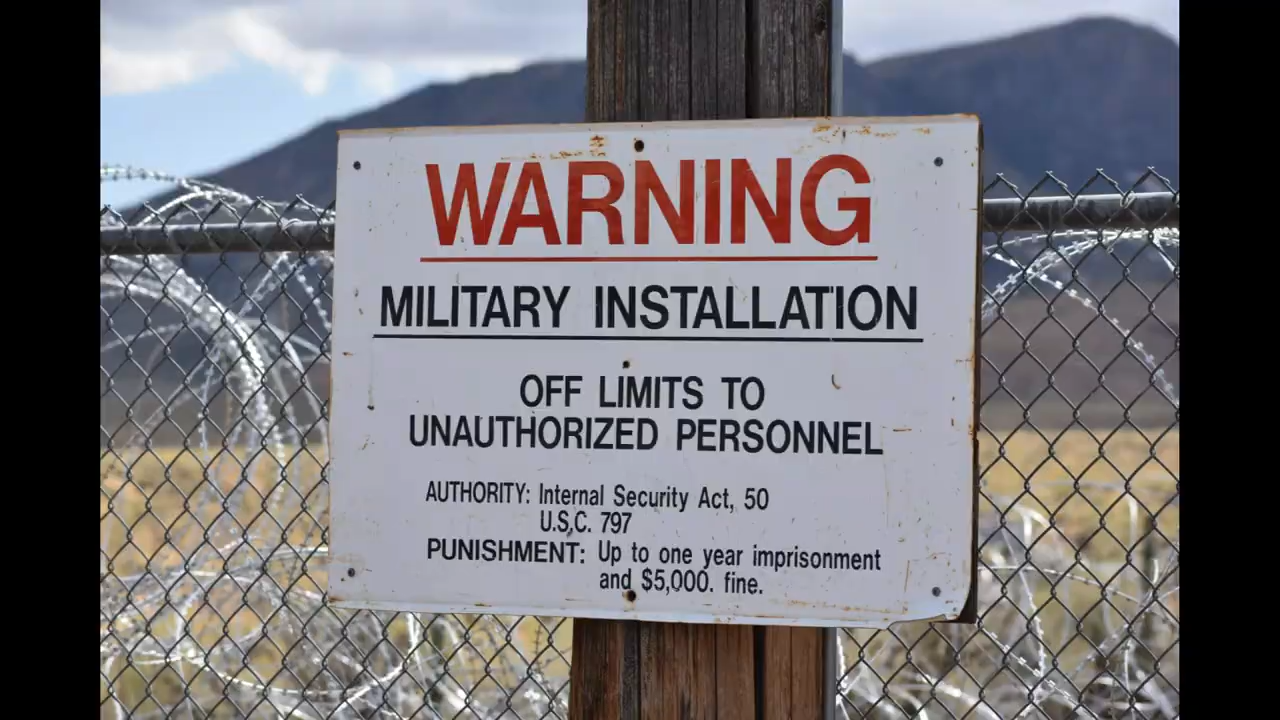 WARNING
MILITARY INSTALLATION
OFF LIMITS TO
UNAUTHORIZED PERSONNEL
AUTHORITY: Internal Security Act, 50
U.S.C. 797
PUNISHMENT: Up to one year imprisonment
and $5,000. fine.